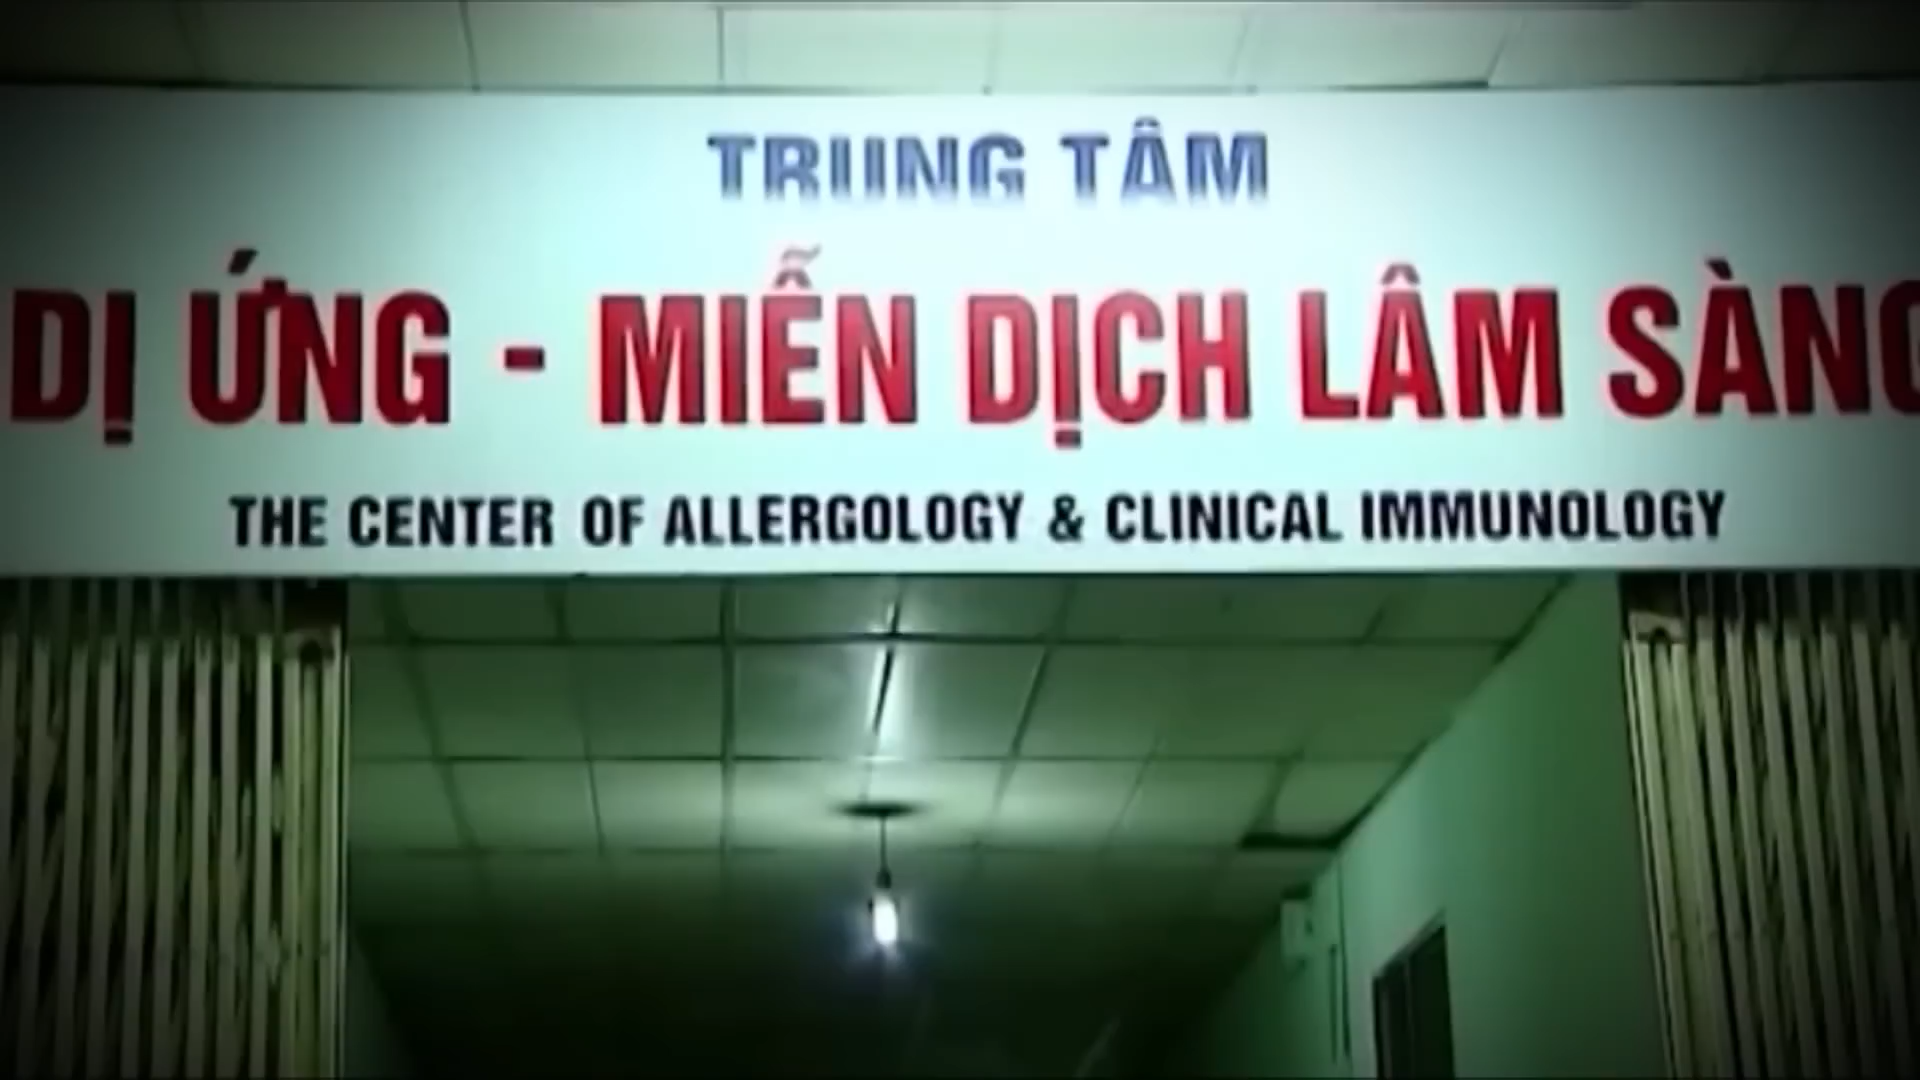 TRUNG TÂM
DỊ ỨNG - MIỄN DỊCH LÂM SÀNG
THE CENTER OF ALLERGOLOGY & CLINICAL IMMUNOLOGY